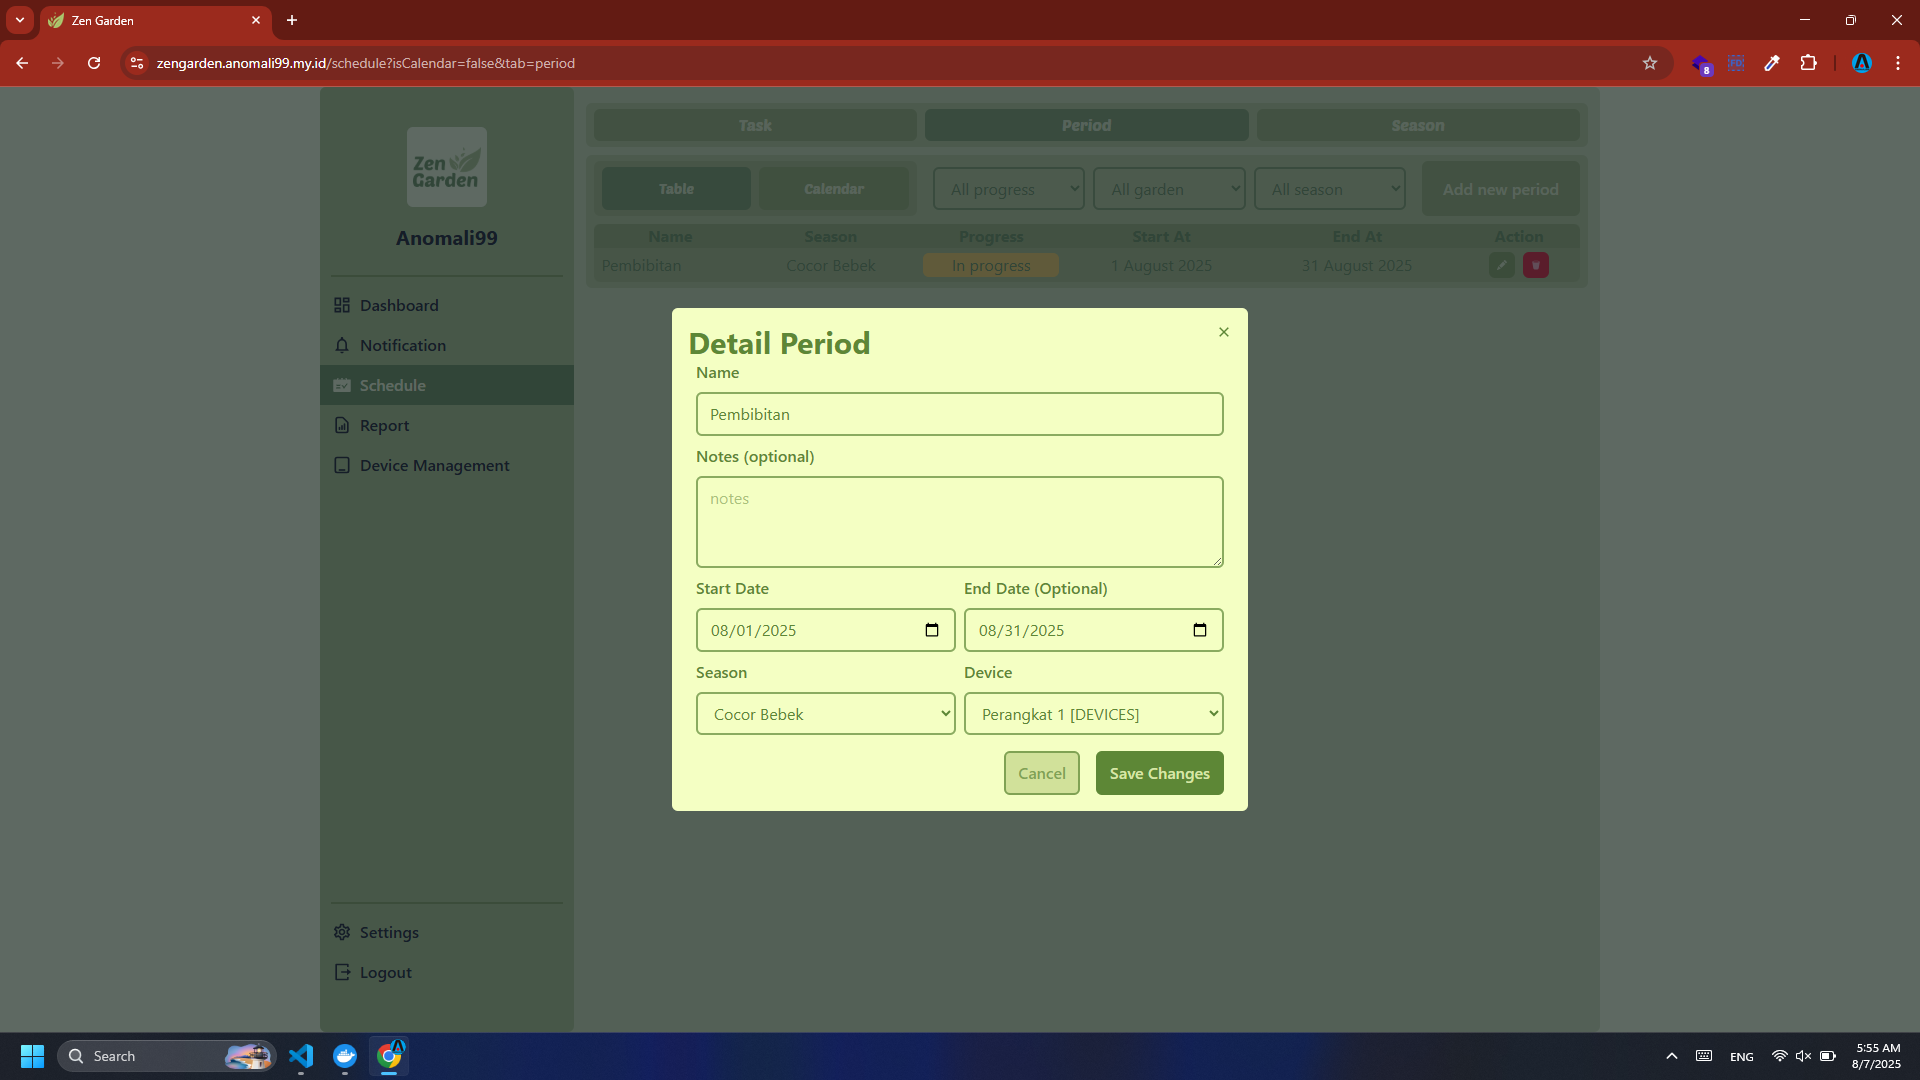 Zen Garden
zengarden.anomali99.my.id/schedule?isCalendar=false&tab=period
8
Zen
Garden
Anomali99
Dashboard
Notification
Schedule
Report
Device Management
Settings
Logout
Task
Period
Season
Table
Calendar
All progress
All garden
All season
Add new period
Name
Season
Progress
Start At
End At
Action
Pembibitan
Cocor Bebek
In progress
1 August 2025
31 August 2025
Detail Period
Name
Pembibitan
Notes (optional)
notes
Start Date
End Date (Optional)
08/01/2025
08/31/2025
Season
Device
Cocor Bebek
Perangkat 1 [DEVICES]
Cancel
Save Changes
Search
ENG
5:55 AM
8/7/2025